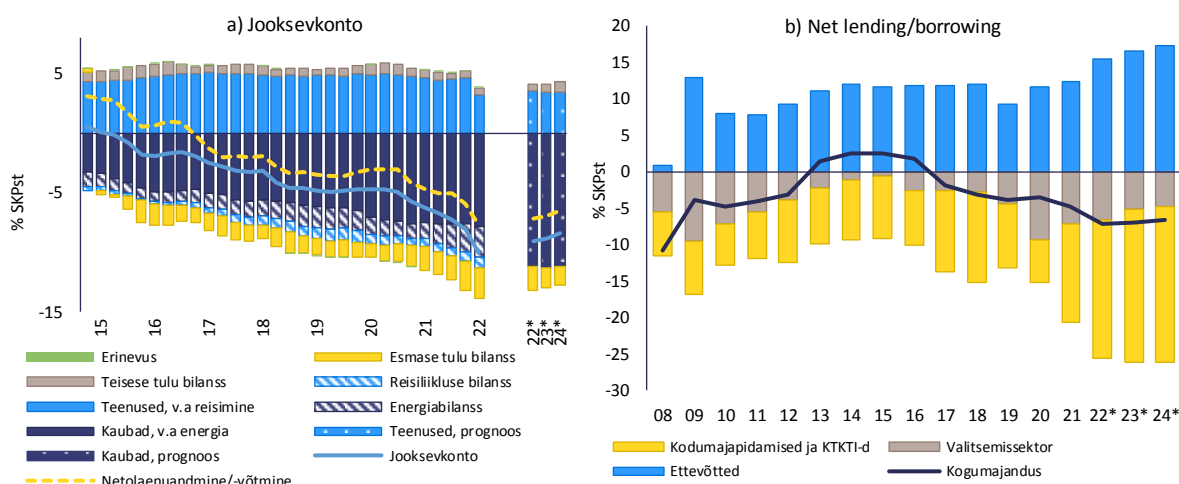 a) Jooksevkonto
% SKPst
5
-5
-15
15 16 17 18 19 20 21 22 22* 23* 24*
Erinevus
Esmase tulu bilanss
Teisese tulu bilanss
Reisiliikluse bilanss
Teenused, v.a reisimine
Energiabilanss
Kaubad, v.a energia
Teenused, prognoos
Kaubad, prognoos
Jooksevkonto
Netolaenuandmine/-võtmine
b) Net lending/borrowing
% SKPst
20
15
10
5
0
-5
-10
-15
-20
-25
-30
08 09 10 11 12 13 14 15 16 17 18 19 20 21 22* 23* 24*
Kodumajapidamised ja KTKTI-d
Valitsemissektor
Ettevõtted
Kogumajandus